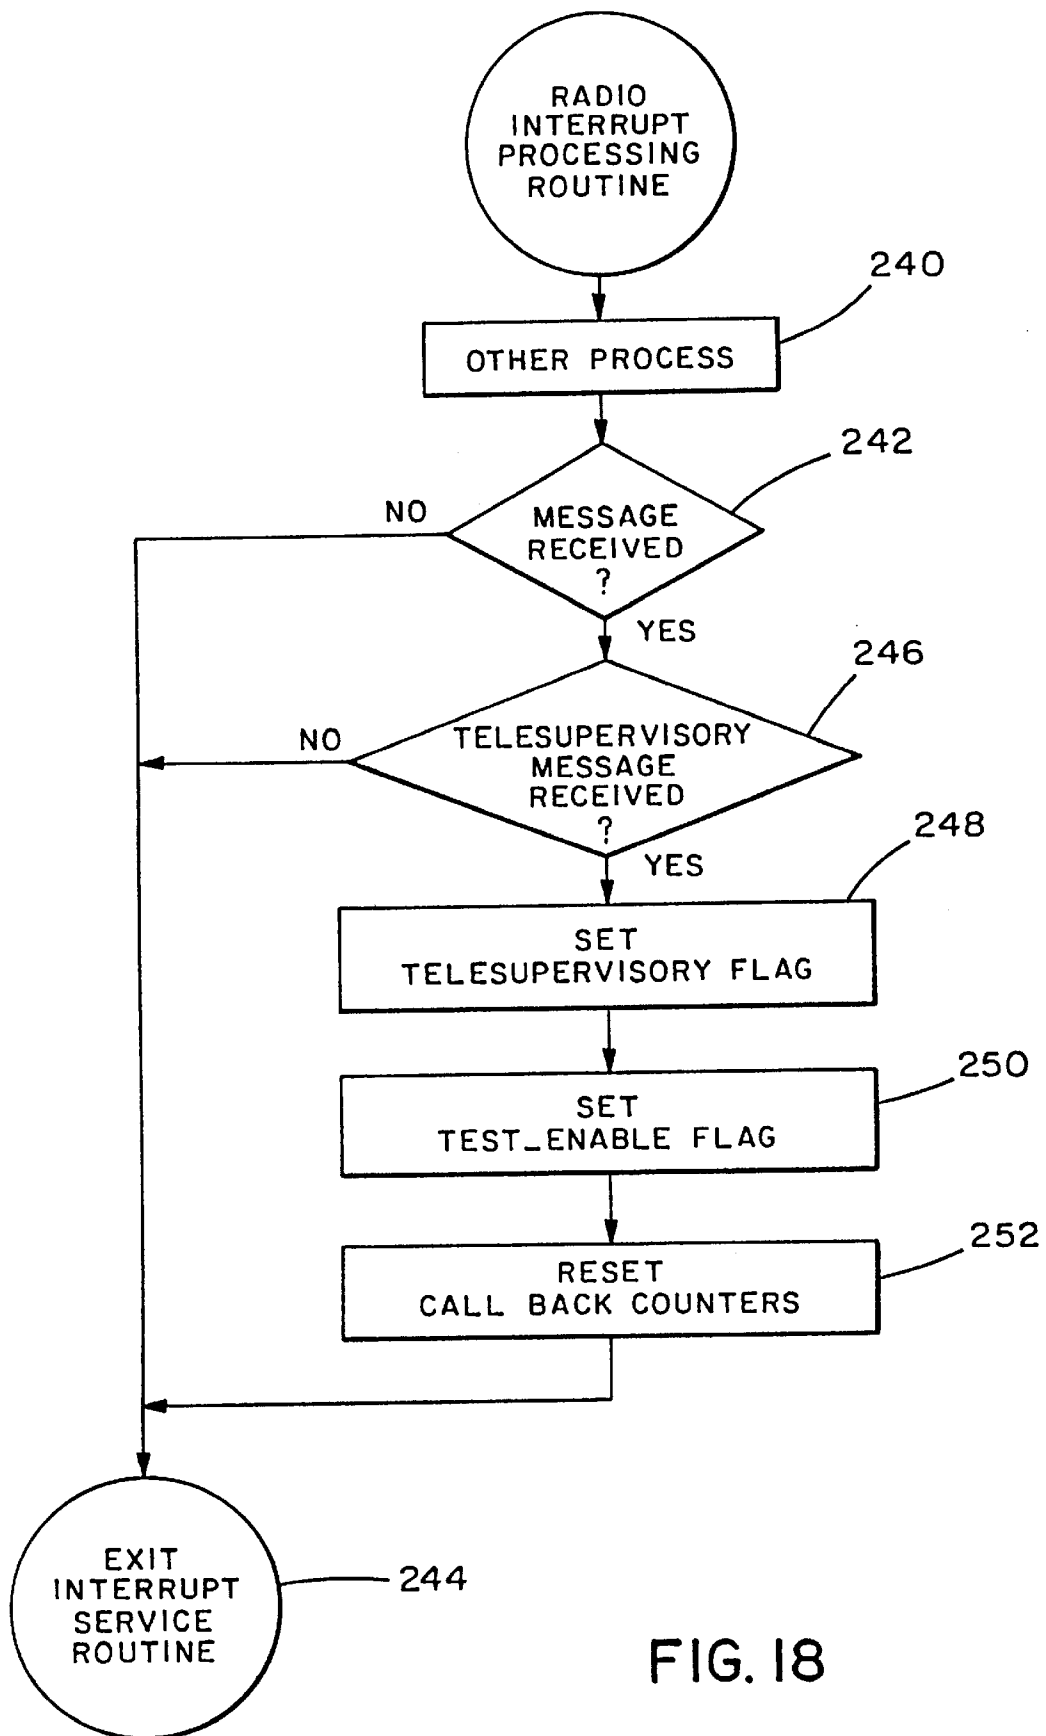 RADIO
INTERRUPT
PROCESSING
ROUTINE
240
OTHER PROCESS
242
NO
MESSAGE
RECEIVED
?
YES
246
NO
TELESUPERVISORY
MESSAGE
RECEIVED
?
YES
248
SET
TELESUPERVISORY FLAG
250
SET
TEST_ENABLE FLAG
252
RESET
CALL BACK COUNTERS
EXIT
INTERRUPT
SERVICE
ROUTINE
244
FIG. 18